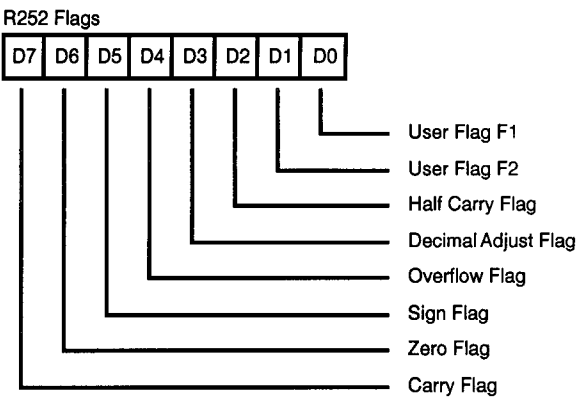 R252 Flags
D7 D6 D5 D4 D3 D2 D1 D0
User Flag F1
User Flag F2
Half Carry Flag
Decimal Adjust Flag
Overflow Flag
Sign Flag
Zero Flag
Carry Flag